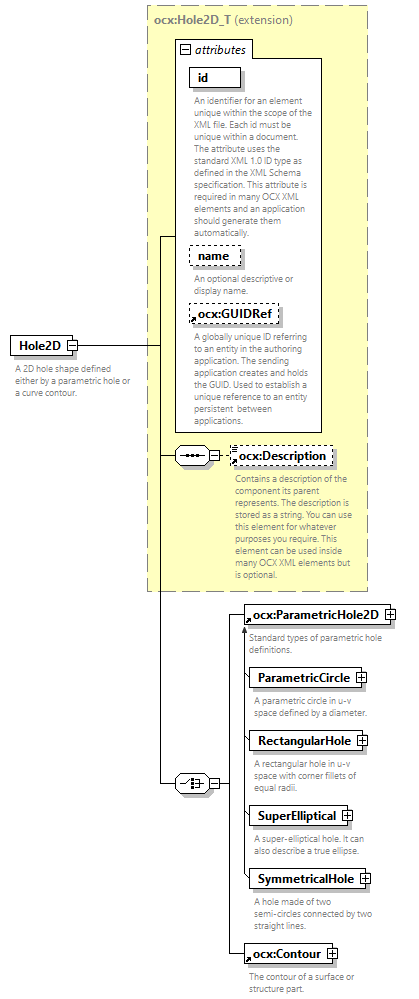 ocx:Hole2D_T (extension)
attributes
id
An identifier for an element
unique within the scope of the
XML file. Each id must be
unique within a document.
The attribute uses the
standard XML 1.0 ID type as
defined in the XML Schema
specification. This attribute is
required in many OCX XML
elements and an application
should generate them
automatically.
name
An optional descriptive or
display name.
ocx:GUIDRef
A globally unique ID referring
to an entity in the authoring
application. The sending
application creates and holds
the GUID. Used to establish a
unique reference to an entity
persistent between
applications.
Hole2D
A 2D hole shape defined
either by a parametric hole or
a curve contour.
ocx:Description
Contains a description of the
component its parent
represents. The description is
stored as a string. You can use
this element for whatever
purposes you require. This
element can be used inside
many OCX XML elements but
is optional.
ocx:ParametricHole2D
Standard types of parametric hole
definitions.
ParametricCircle
A parametric circle in u-v
space defined by a diameter.
RectangularHole
A rectangular hole in u-v
space with corner fillets of
equal radii.
SuperElliptical
A super-elliptical hole. It can
also describe a true ellipse.
SymmetricalHole
A hole made of two
semi-circles connected by two
straight lines.
ocx:Contour
The contour of a surface or
structure part.